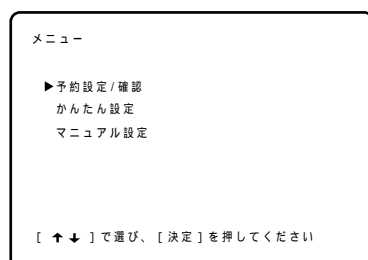 メニュー
▶予約設定/確認
かんたん設定
マニュアル設定
[ ↑↓ ]で選び、[決定]を押してください